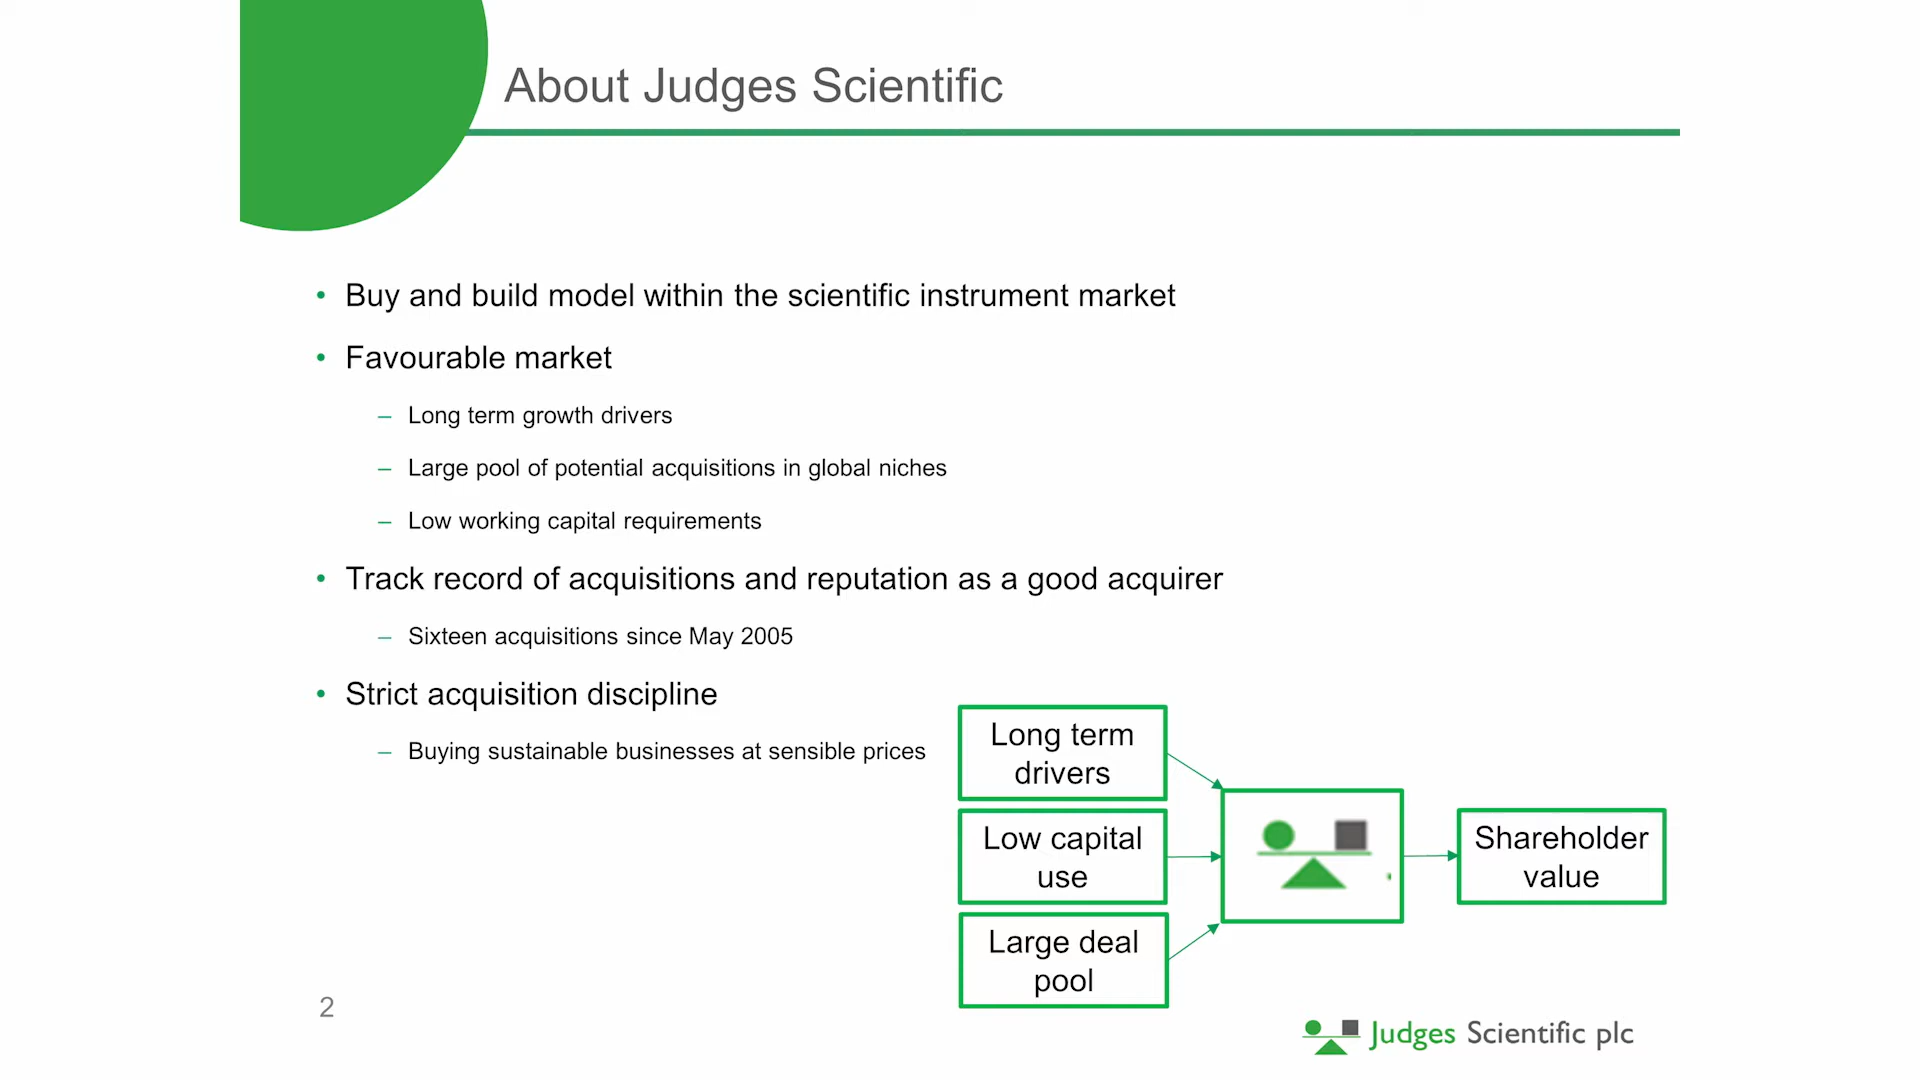 About Judges Scientific
• Buy and build model within the scientific instrument market
• Favourable market
– Long term growth drivers
– Large pool of potential acquisitions in global niches
– Low working capital requirements
• Track record of acquisitions and reputation as a good acquirer
– Sixteen acquisitions since May 2005
• Strict acquisition discipline
– Buying sustainable businesses at sensible prices
Long term
drivers
Low capital
use
Large deal
pool
Shareholder
value
2
Judges Scientific plc